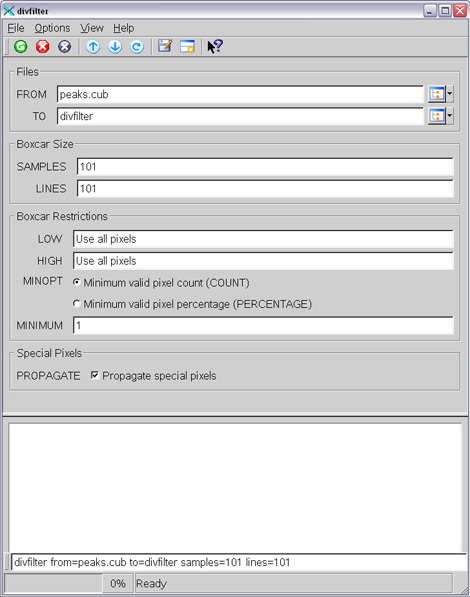 divfilter
File Options View Help
Files
FROM peaks.cub
TO divfilter
Boxcar Size
SAMPLES 101
LINES 101
Boxcar Restrictions
LOW Use all pixels
HIGH Use all pixels
MINOPT Minimum valid pixel count (COUNT)
Minimum valid pixel percentage (PERCENTAGE)
MINIMUM 1
Special Pixels
PROPAGATE Propagate special pixels
divfilter from=peaks.cub to=divfilter samples=101 lines=101
0% Ready